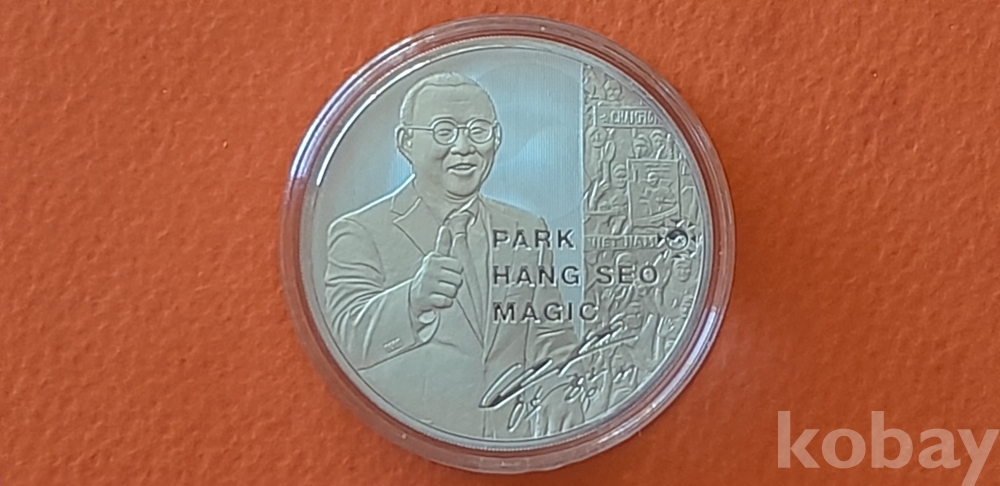 PARK
HANG SEO
MAGIC
VIETNAM
kobay